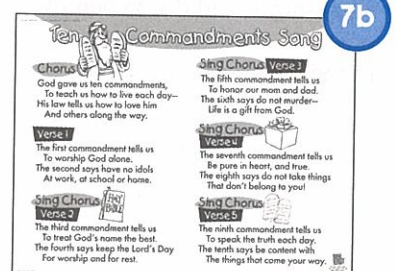 7b
Ten Commandments Song
Chorus
God gave us ten commandments,
To teach us how to live each day—
His law tells us how to love him
And others along the way.
Verse 1
The first commandment tells us
To worship God alone.
The second says have no idols
At work, at school or home.
Sing Chorus
Verse 2
The third commandment tells us
To treat God's name the best.
The fourth says keep the Lord's Day
For worship and for rest.
Sing Chorus Verse 3
The fifth commandment tells us
To honor our mom and dad.
The sixth says do not murder—
Life is a gift from God.
Sing Chorus
Verse 4
The seventh commandment tells us
Be pure in heart, and true.
The eighth says do not take things
That don't belong to you!
Sing Chorus
Verse 5
The ninth commandment tells us
To speak the truth each day.
The tenth says be content with
The things that come your way.